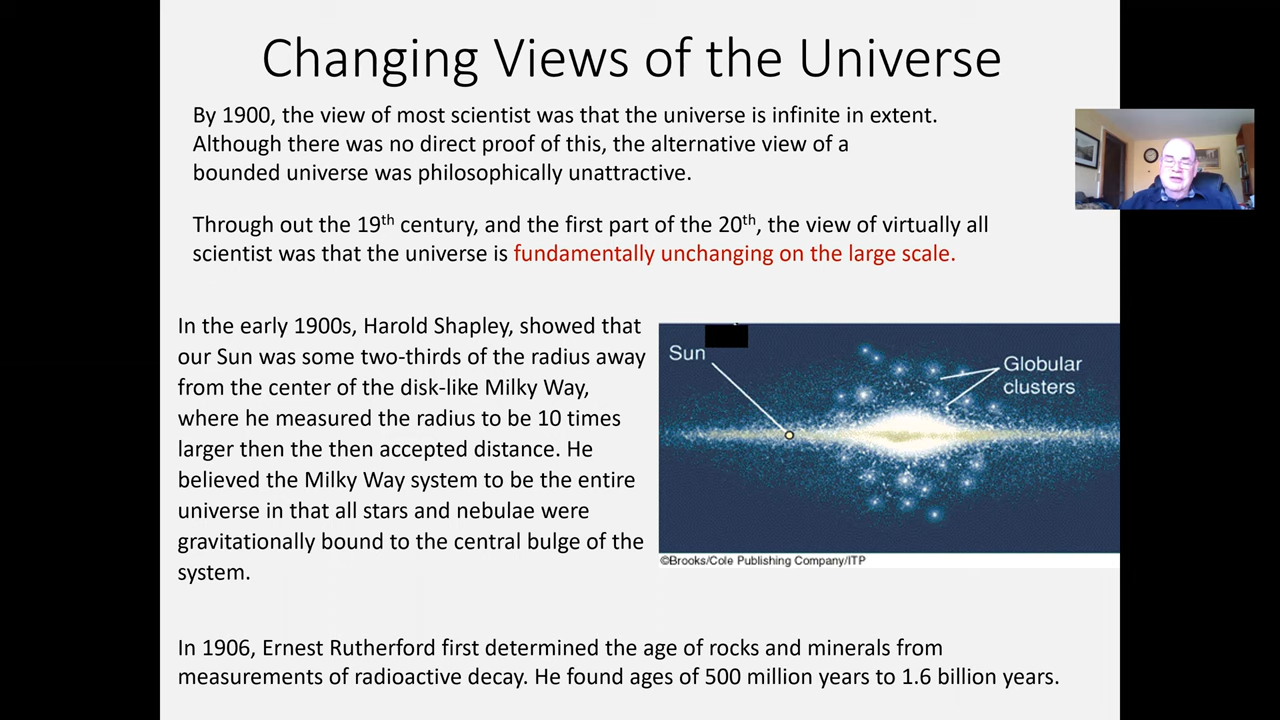 Changing Views of the Universe
By 1900, the view of most scientist was that the universe is infinite in extent.
Although there was no direct proof of this, the alternative view of a
bounded universe was philosophically unattractive.
Through out the 19th century, and the first part of the 20th, the view of virtually all
scientist was that the universe is fundamentally unchanging on the large scale.
In the early 1900s, Harold Shapley, showed that
our Sun was some two-thirds of the radius away
from the center of the disk-like Milky Way,
where he measured the radius to be 10 times
larger then the then accepted distance. He
believed the Milky Way system to be the entire
universe in that all stars and nebulae were
gravitationally bound to the central bulge of the
system.
Sun
Globular
clusters
©Brooks/Cole Publishing Company/ITP
In 1906, Ernest Rutherford first determined the age of rocks and minerals from
measurements of radioactive decay. He found ages of 500 million years to 1.6 billion years.